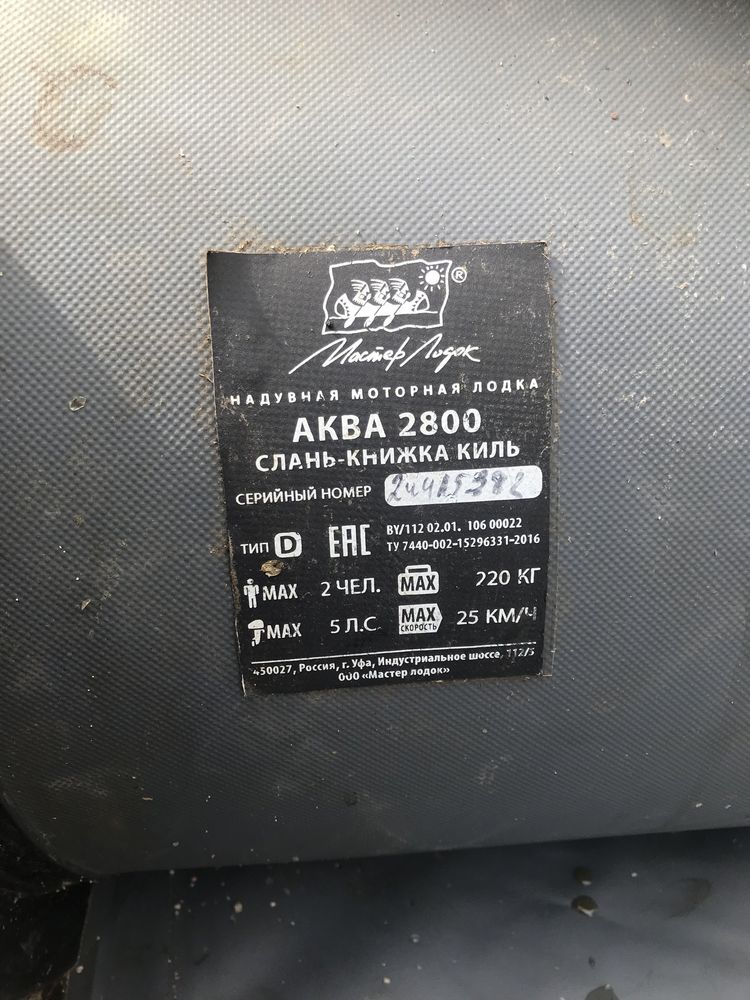 ®
Мастер Лодок
НАДУВНАЯ МОТОРНАЯ ЛОДКА
АКВА 2800
СЛАНЬ-КНИЖКА КИЛЬ
СЕРИЙНЫЙ НОМЕР
ТИП D EAC BY/112 02.01. 106 00022
ТУ 7440-002-15296331-2016
MAX 2 ЧЕЛ. MAX 220 КГ
MAX 5 Л.С. MAX СКОРОСТЬ 25 КМ/Ч
450027, Россия, г. Уфа, Индустриальное шоссе, 112/5
ООО «Мастер лодок»